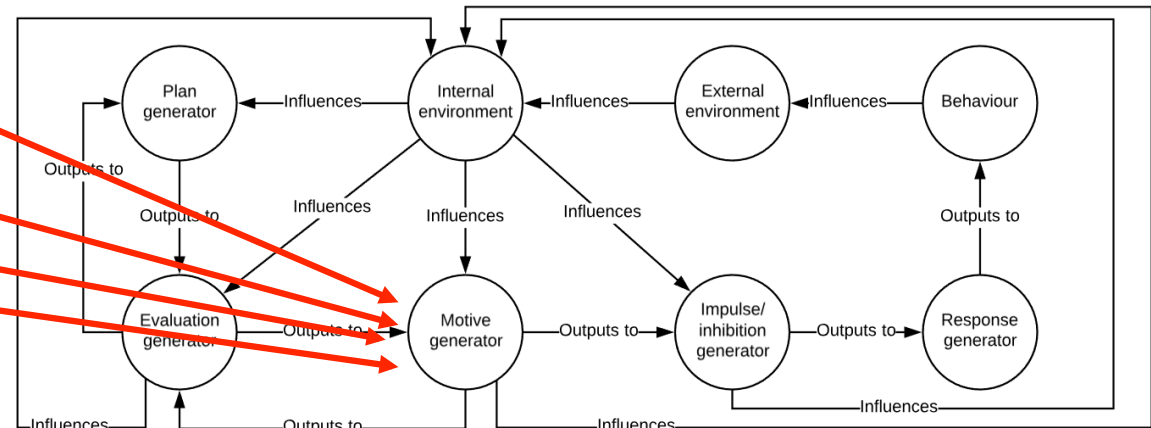 Plan
generator
Influences
Internal
environment
Influences
External
environment
Influences
Behaviour
Outputs to
Outputs to
Influences
Influences
Influences
Outputs to
Evaluation
generator
Outputs to
Motive
generator
Outputs to
Impulse/
inhibition
generator
Outputs to
Response
generator
Influences
Influences
Outputs to
Influences